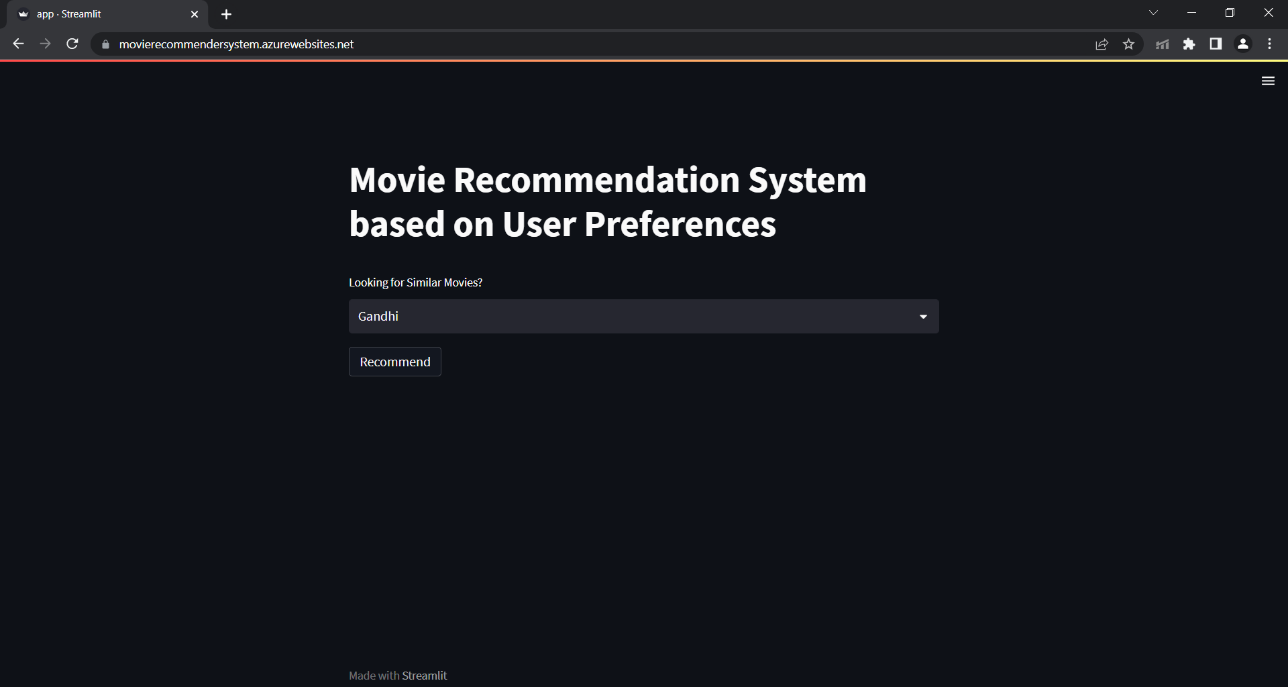 app · Streamlit
movierecommendersystem.azurewebsites.net
Movie Recommendation System
based on User Preferences
Looking for Similar Movies?
Gandhi
Recommend
Made with Streamlit